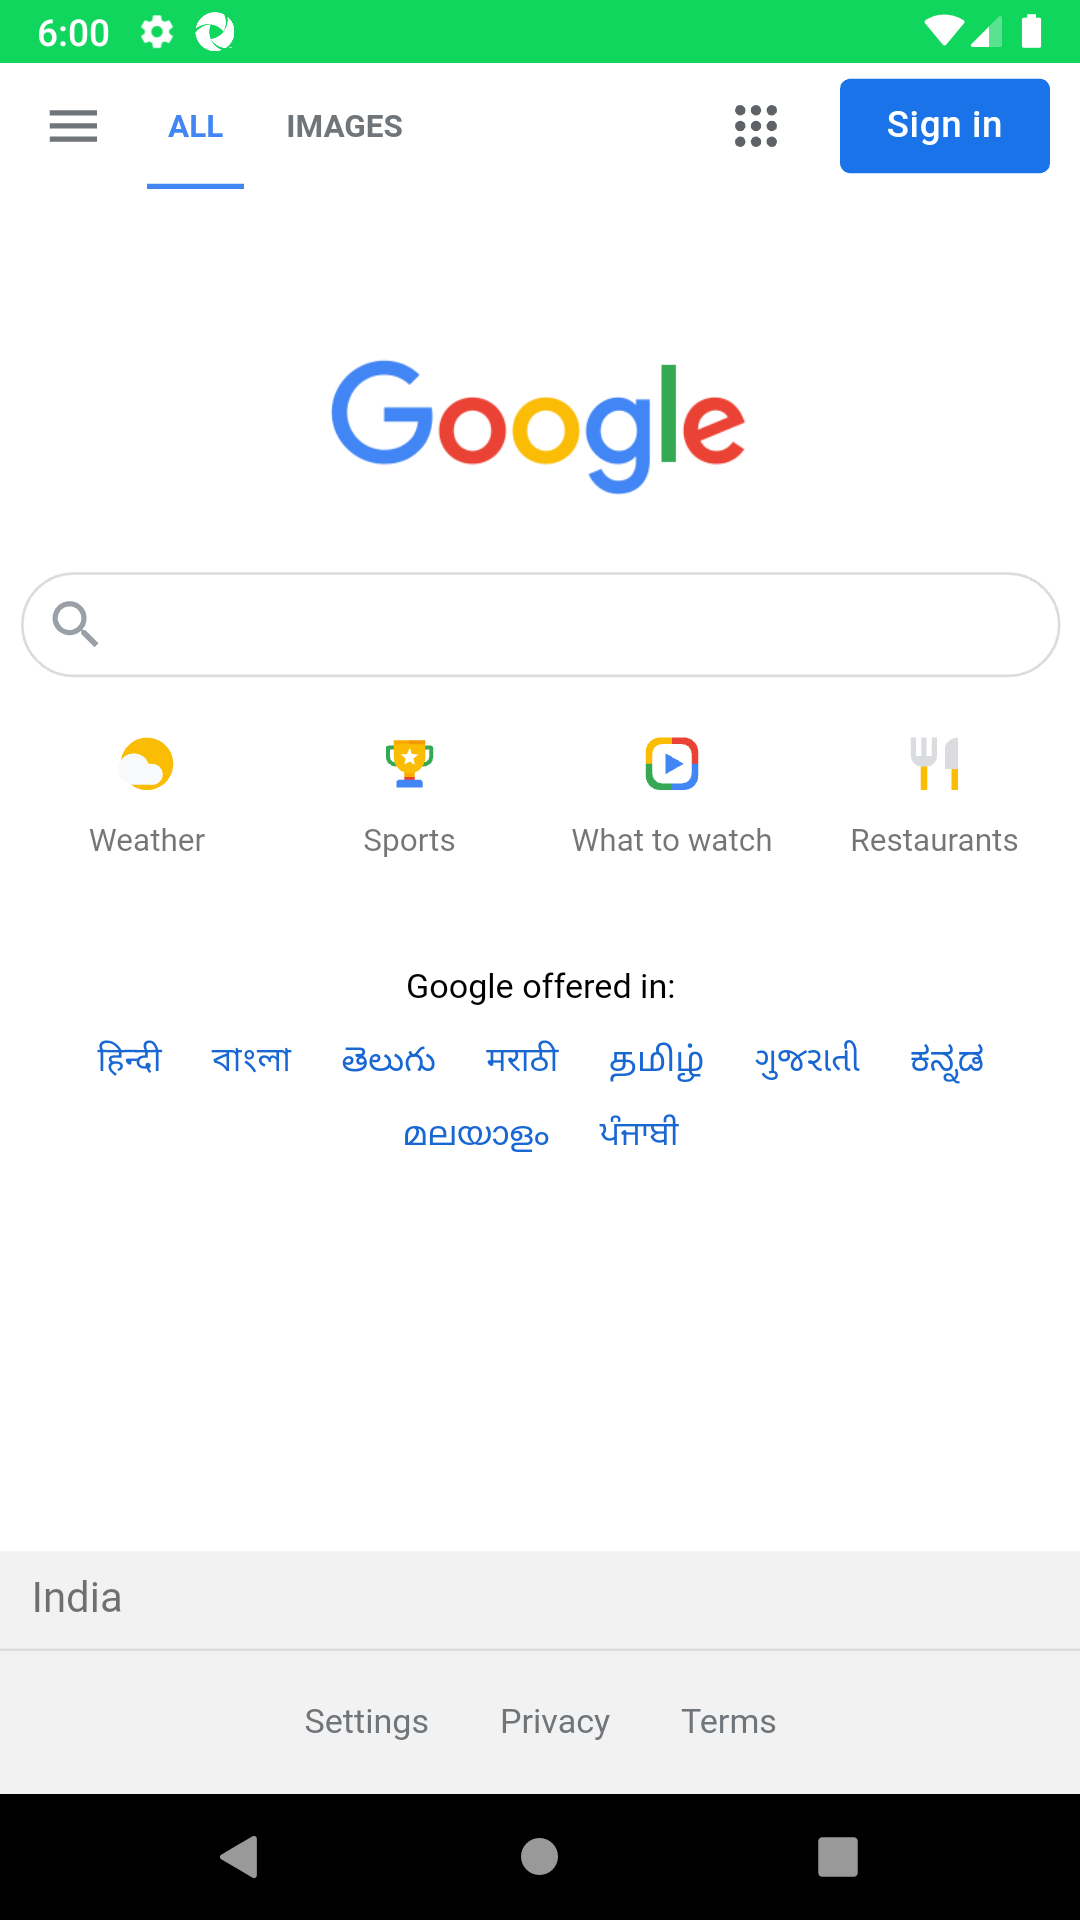 6:00
ALL IMAGES Sign in
Google
Weather Sports What to watch Restaurants
Google offered in:
हिन्दी বাংলা తెలుగు मराठी தமிழ் ગુજરાતી ಕನ್ನಡ
മലയാളം ਪੰਜਾਬੀ
India
Settings Privacy Terms